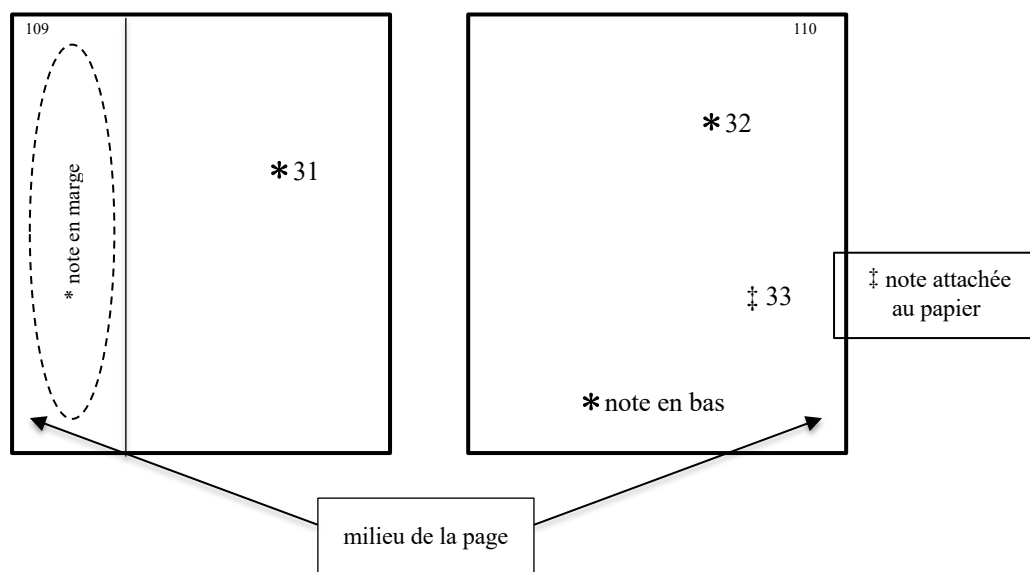 109
* note en marge
* 31
110
* 32
‡ 33
‡ note attachée
au papier
* note en bas
milieu de la page